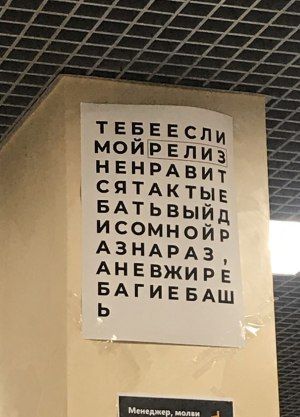 ТЕБЕЕСЛИ
МОЙРЕЛИЗ
НЕНРАВИТ
СЯТАКТЫЕ
БАТЬВЫЙД
ИСОМНОЙР
АЗНАРАЗ,
АНЕВЖИРЕ
БАГИЕБАШ
Ь
Менеджер, молви